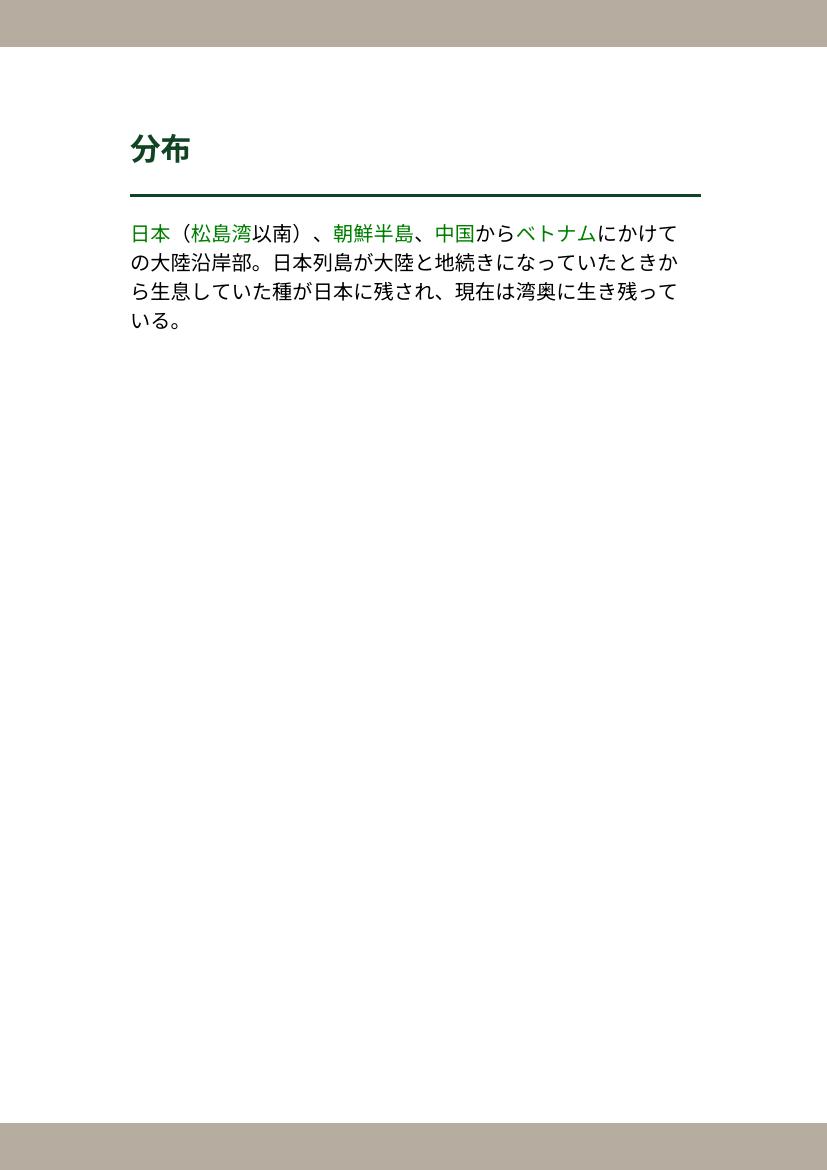 分布
日本（松島湾以南）、朝鮮半島、中国からベトナムにかけて
の大陸沿岸部。日本列島が大陸と地続きになっていたときか
ら生息していた種が日本に残され、現在は湾奥に生き残って
いる。